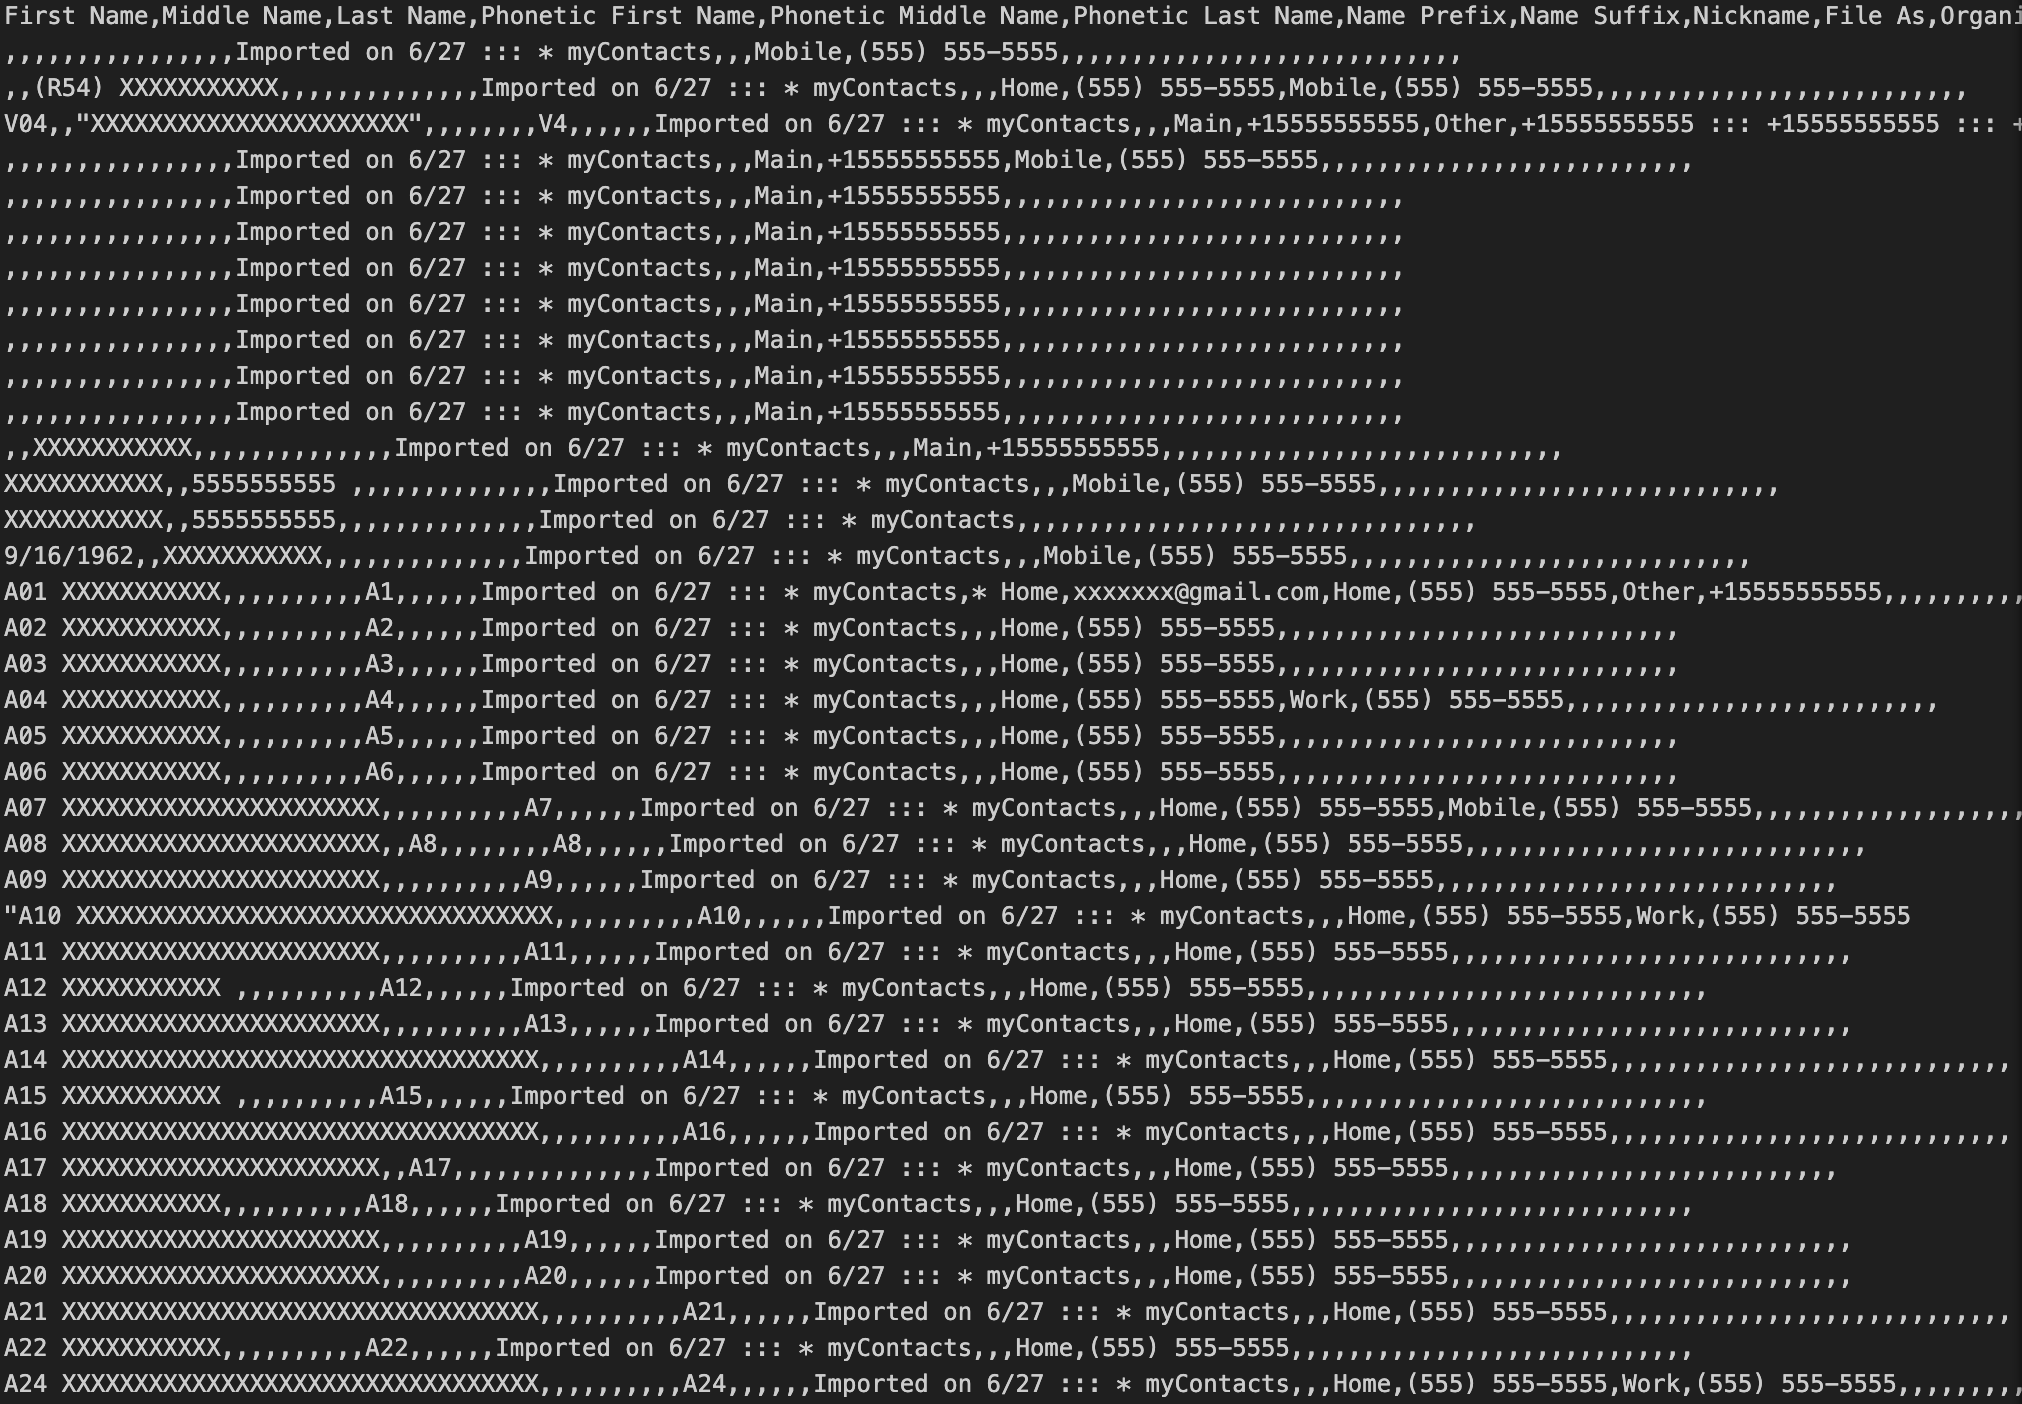 First Name,Middle Name,Last Name,Phonetic First Name,Phonetic Middle Name,Phonetic Last Name,Name Prefix,Name Suffix,Nickname,File As,Organi
,,,,,,,,,,,,,,,,Imported on 6/27 ::: * myContacts,,,Mobile,(555) 555-5555,,,,,,,,,,,,,,,,,,,,,,,,,,,,
,,(R54) XXXXXXXXXXX,,,,,,,,,,,,,,Imported on 6/27 ::: * myContacts,,,Home,(555) 555-5555,Mobile,(555) 555-5555,,,,,,,,,,,,,,,,,,,,,,,,,,
V04,,"XXXXXXXXXXXXXXXXXXXXXX",,,,,,,,V4,,,,,,Imported on 6/27 ::: * myContacts,,,Main,+15555555555,Other,+15555555555 ::: +15555555555 ::: +
,,,,,,,,,,,,,,,,Imported on 6/27 ::: * myContacts,,,Main,+15555555555,Mobile,(555) 555-5555,,,,,,,,,,,,,,,,,,,,,,,,,,
,,,,,,,,,,,,,,,,Imported on 6/27 ::: * myContacts,,,Main,+15555555555,,,,,,,,,,,,,,,,,,,,,,,,,,,,
,,,,,,,,,,,,,,,,Imported on 6/27 ::: * myContacts,,,Main,+15555555555,,,,,,,,,,,,,,,,,,,,,,,,,,,,
,,,,,,,,,,,,,,,,Imported on 6/27 ::: * myContacts,,,Main,+15555555555,,,,,,,,,,,,,,,,,,,,,,,,,,,,
,,,,,,,,,,,,,,,,Imported on 6/27 ::: * myContacts,,,Main,+15555555555,,,,,,,,,,,,,,,,,,,,,,,,,,,,
,,,,,,,,,,,,,,,,Imported on 6/27 ::: * myContacts,,,Main,+15555555555,,,,,,,,,,,,,,,,,,,,,,,,,,,,
,,,,,,,,,,,,,,,,Imported on 6/27 ::: * myContacts,,,Main,+15555555555,,,,,,,,,,,,,,,,,,,,,,,,,,,,
,,,,,,,,,,,,,,,,Imported on 6/27 ::: * myContacts,,,Main,+15555555555,,,,,,,,,,,,,,,,,,,,,,,,,,,,
,,XXXXXXXXXXX,,,,,,,,,,,,,,Imported on 6/27 ::: * myContacts,,,Main,+15555555555,,,,,,,,,,,,,,,,,,,,,,,,,,,,
XXXXXXXXXXX,,5555555555 ,,,,,,,,,,,,,,Imported on 6/27 ::: * myContacts,,,Mobile,(555) 555-5555,,,,,,,,,,,,,,,,,,,,,,,,,,,,
XXXXXXXXXXX,,5555555555,,,,,,,,,,,,,,Imported on 6/27 ::: * myContacts,,,,,,,,,,,,,,,,,,,,,,,,,,,,,,,,
9/16/1962,,XXXXXXXXXXX,,,,,,,,,,,,,,Imported on 6/27 ::: * myContacts,,,Mobile,(555) 555-5555,,,,,,,,,,,,,,,,,,,,,,,,,,,,
A01 XXXXXXXXXXX,,,,,,,,,,A1,,,,,,Imported on 6/27 ::: * myContacts,* Home,xxxxxxx@gmail.com,Home,(555) 555-5555,Other,+15555555555,,,,,,,,,,
A02 XXXXXXXXXXX,,,,,,,,,,A2,,,,,,Imported on 6/27 ::: * myContacts,,,Home,(555) 555-5555,,,,,,,,,,,,,,,,,,,,,,,,,,,,
A03 XXXXXXXXXXX,,,,,,,,,,A3,,,,,,Imported on 6/27 ::: * myContacts,,,Home,(555) 555-5555,,,,,,,,,,,,,,,,,,,,,,,,,,,,
A04 XXXXXXXXXXX,,,,,,,,,,A4,,,,,,Imported on 6/27 ::: * myContacts,,,Home,(555) 555-5555,Work,(555) 555-5555,,,,,,,,,,,,,,,,,,,,,,,,,,
A05 XXXXXXXXXXX,,,,,,,,,,A5,,,,,,Imported on 6/27 ::: * myContacts,,,Home,(555) 555-5555,,,,,,,,,,,,,,,,,,,,,,,,,,,,
A06 XXXXXXXXXXX,,,,,,,,,,A6,,,,,,Imported on 6/27 ::: * myContacts,,,Home,(555) 555-5555,,,,,,,,,,,,,,,,,,,,,,,,,,,,
A07 XXXXXXXXXXXXXXXXXXXXXX,,,,,,,,,,A7,,,,,,Imported on 6/27 ::: * myContacts,,,Home,(555) 555-5555,Mobile,(555) 555-5555,,,,,,,,,,,,,,,,,,,
A08 XXXXXXXXXXXXXXXXXXXXXX,,A8,,,,,,,,A8,,,,,,Imported on 6/27 ::: * myContacts,,,Home,(555) 555-5555,,,,,,,,,,,,,,,,,,,,,,,,,,,,
A09 XXXXXXXXXXXXXXXXXXXXXX,,,,,,,,,,A9,,,,,,Imported on 6/27 ::: * myContacts,,,Home,(555) 555-5555,,,,,,,,,,,,,,,,,,,,,,,,,,,,
"A10 XXXXXXXXXXXXXXXXXXXXXXXXXXXXXXXXX,,,,,,,,,,A10,,,,,,Imported on 6/27 ::: * myContacts,,,Home,(555) 555-5555,Work,(555) 555-5555
A11 XXXXXXXXXXXXXXXXXXXXXX,,,,,,,,,,A11,,,,,,Imported on 6/27 ::: * myContacts,,,Home,(555) 555-5555,,,,,,,,,,,,,,,,,,,,,,,,,,,,
A12 XXXXXXXXXXX ,,,,,,,,,,A12,,,,,,Imported on 6/27 ::: * myContacts,,,Home,(555) 555-5555,,,,,,,,,,,,,,,,,,,,,,,,,,,,
A13 XXXXXXXXXXXXXXXXXXXXXX,,,,,,,,,,A13,,,,,,Imported on 6/27 ::: * myContacts,,,Home,(555) 555-5555,,,,,,,,,,,,,,,,,,,,,,,,,,,,
A14 XXXXXXXXXXXXXXXXXXXXXXXXXXXXXXXXX,,,,,,,,,,A14,,,,,,Imported on 6/27 ::: * myContacts,,,Home,(555) 555-5555,,,,,,,,,,,,,,,,,,,,,,,,,,,,
A15 XXXXXXXXXXX ,,,,,,,,,,A15,,,,,,Imported on 6/27 ::: * myContacts,,,Home,(555) 555-5555,,,,,,,,,,,,,,,,,,,,,,,,,,,,
A16 XXXXXXXXXXXXXXXXXXXXXXXXXXXXXXXXX,,,,,,,,,,A16,,,,,,Imported on 6/27 ::: * myContacts,,,Home,(555) 555-5555,,,,,,,,,,,,,,,,,,,,,,,,,,,,
A17 XXXXXXXXXXXXXXXXXXXXXX,,A17,,,,,,,,,,,,,,Imported on 6/27 ::: * myContacts,,,Home,(555) 555-5555,,,,,,,,,,,,,,,,,,,,,,,,,,,
A18 XXXXXXXXXXX,,,,,,,,,,A18,,,,,,Imported on 6/27 ::: * myContacts,,,Home,(555) 555-5555,,,,,,,,,,,,,,,,,,,,,,,,,,,,
A19 XXXXXXXXXXXXXXXXXXXXXX,,,,,,,,,,A19,,,,,,Imported on 6/27 ::: * myContacts,,,Home,(555) 555-5555,,,,,,,,,,,,,,,,,,,,,,,,,,,,
A20 XXXXXXXXXXXXXXXXXXXXXX,,,,,,,,,,A20,,,,,,Imported on 6/27 ::: * myContacts,,,Home,(555) 555-5555,,,,,,,,,,,,,,,,,,,,,,,,,,,,
A21 XXXXXXXXXXXXXXXXXXXXXXXXXXXXXXXXX,,,,,,,,,,A21,,,,,,Imported on 6/27 ::: * myContacts,,,Home,(555) 555-5555,,,,,,,,,,,,,,,,,,,,,,,,,,,,
A22 XXXXXXXXXXX,,,,,,,,,,A22,,,,,,Imported on 6/27 ::: * myContacts,,,Home,(555) 555-5555,,,,,,,,,,,,,,,,,,,,,,,,,,,,
A24 XXXXXXXXXXXXXXXXXXXXXXXXXXXXXXXXX,,,,,,,,,,A24,,,,,,Imported on 6/27 ::: * myContacts,,,Home,(555) 555-5555,Work,(555) 555-5555,,,,,,,,,